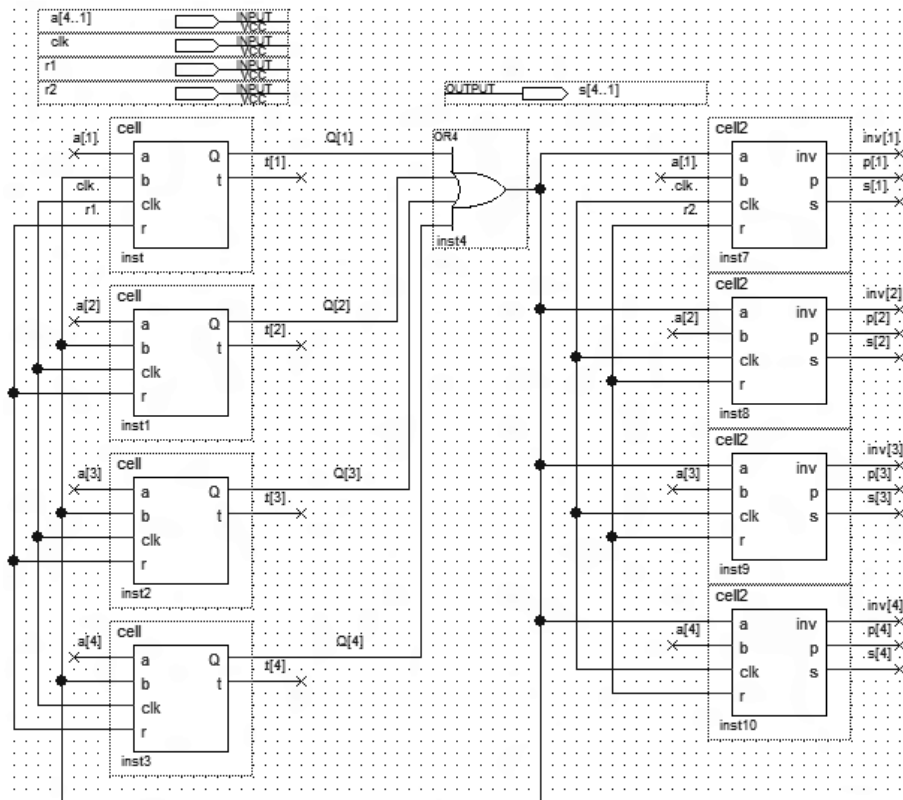 a[4..1] INPUT VCC
clk INPUT VCC
r1 INPUT VCC
r2 INPUT VCC
OUTPUT s[4..1]
cell
a[1]
a Q
Q[1]
b t
t[1]
clk
clk
r1
r
inst
OR4
inst4
cell2
a inv
inv[1]
a[1]
b p
p[1]
clk
clk s
s[1]
r2
r
inst7
cell
a[2]
a Q
Q[2]
b t
t[2]
clk
r
inst1
cell2
a inv
inv[2]
a[2]
b p
p[2]
clk s
s[2]
r
inst8
cell
a[3]
a Q
Q[3]
b t
t[3]
clk
r
inst2
cell2
a inv
inv[3]
a[3]
b p
p[3]
clk s
s[3]
r
inst9
cell
a[4]
a Q
Q[4]
b t
t[4]
clk
r
inst3
cell2
a inv
inv[4]
a[4]
b p
p[4]
clk s
s[4]
r
inst10